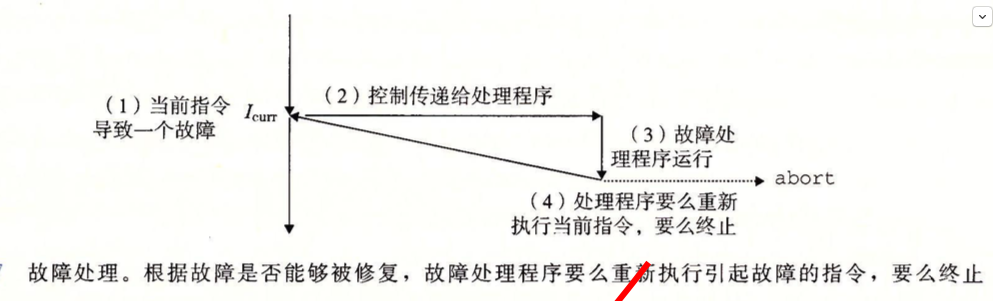 (1)当前指令
导致一个故障
Icurr
(2)控制传递给处理程序
(3)故障处
理程序运行
abort
(4)处理程序要么重新
执行当前指令,要么终止
故障处理。根据故障是否能够被修复,故障处理程序要么重新执行引起故障的指令,要么终止